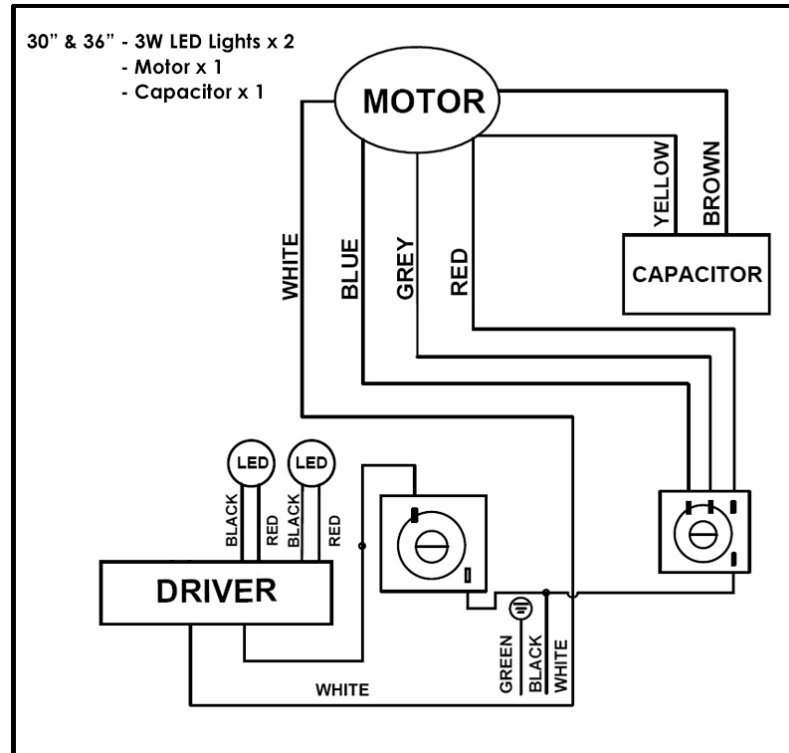 30” & 36” - 3W LED Lights x 2
- Motor x 1
- Capacitor x 1
MOTOR
WHITE
BLUE
GREY
RED
YELLOW
BROWN
CAPACITOR
LED
LED
BLACK
RED
BLACK
RED
DRIVER
GREEN
BLACK
WHITE
WHITE